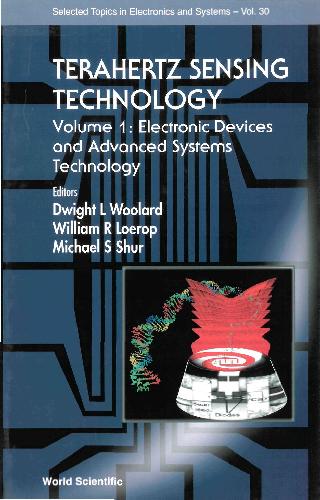 Selected Topics in Electronics and Systems – Vol. 30
TERAHERTZ SENSING
TECHNOLOGY
Volume 1: Electronic Devices
and Advanced Systems
Technology
Editors
Dwight L Woolard
William R Loerop
Michael S Shur
Diodes
World Scientific